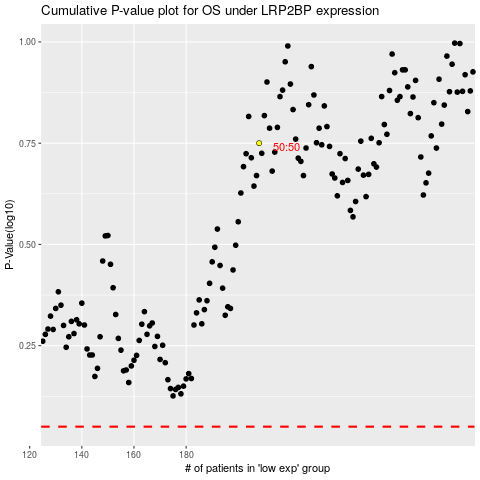 Cumulative P-value plot for OS under LRP2BP expression
1.00
0.75
50:50
0.50
0.25
P-Value(log10)
120 140 160 180
# of patients in 'low exp' group